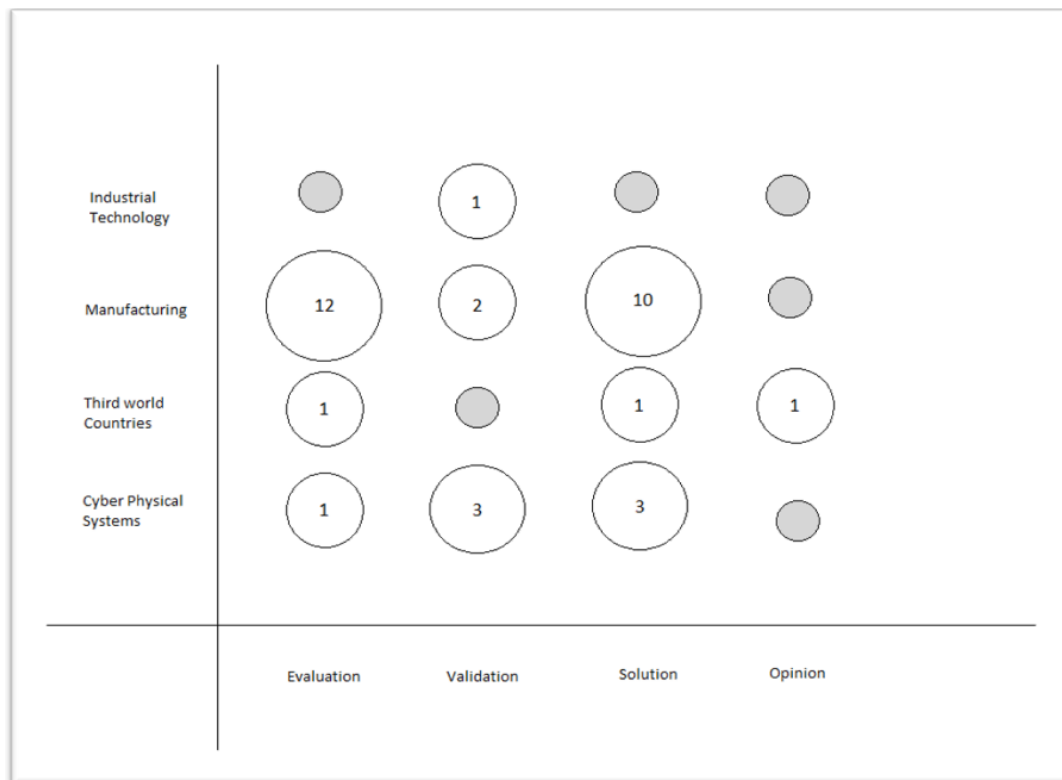 Industrial
Technology
1
Manufacturing
12
2
10
Third world
Countries
1
1
1
Cyber Physical
Systems
1
3
3
Evaluation
Validation
Solution
Opinion